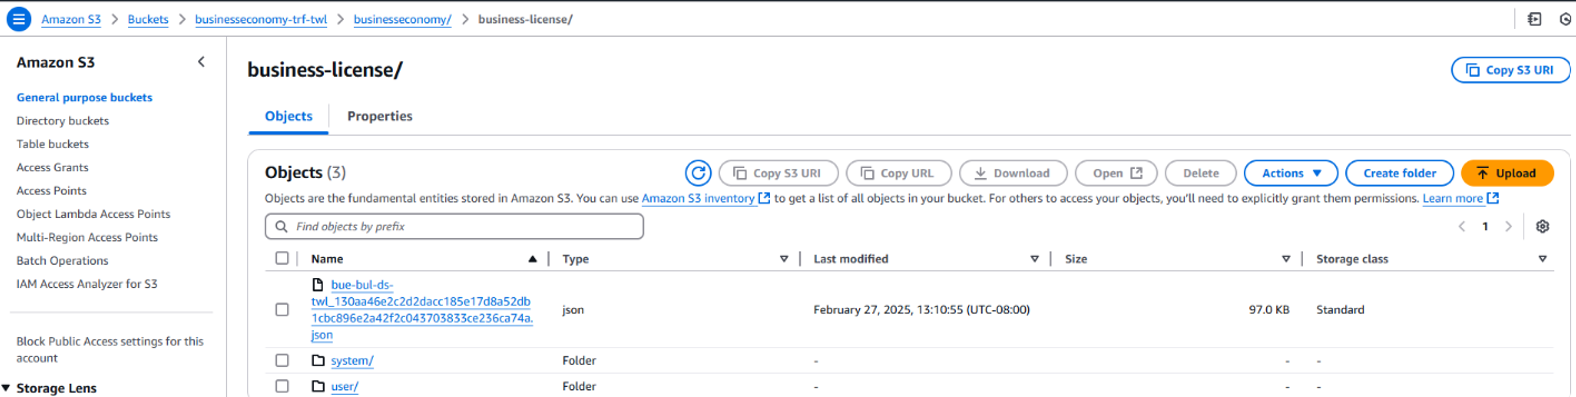 Amazon S3 > Buckets > businesseconomy-trf-twl > businesseconomy/ > business-license/
Amazon S3
General purpose buckets
Directory buckets
Table buckets
Access Grants
Access Points
Object Lambda Access Points
Multi-Region Access Points
Batch Operations
IAM Access Analyzer for S3
Block Public Access settings for this
account
Storage Lens
business-license/
Copy S3 URI
Objects
Properties
Objects (3)
Copy S3 URI
Copy URL
Download
Open
Delete
Actions
Create folder
Upload
Objects are the fundamental entities stored in Amazon S3. You can use Amazon S3 inventory to get a list of all objects in your bucket. For others to access your objects, you'll need to explicitly grant them permissions. Learn more
Find objects by prefix
1
Name Type Last modified Size Storage class
bue-bul-ds-
twl_130aa46e2c2d2dacc185e17d8a52db
1cbc896e2a42f2c043703833ce236ca74a.
json
json February 27, 2025, 13:10:55 (UTC-08:00) 97.0 KB Standard
system/ Folder - - -
user/ Folder - - -